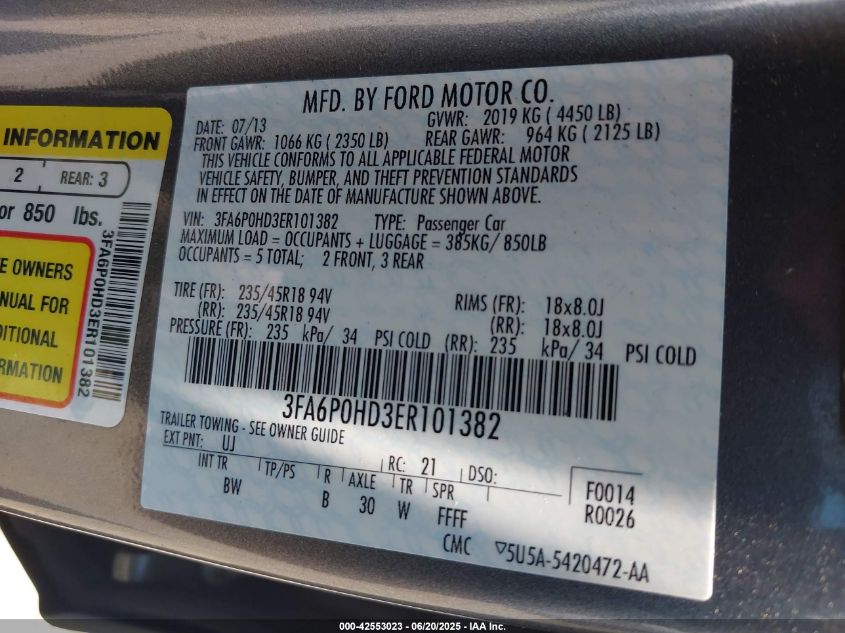 INFORMATION
2 REAR: 3
or 850 lbs.
OWNERS
FOR
3FA6P0HD3ER101382
MFD. BY FORD MOTOR CO.
DATE: 07/13 GVWR: 2019 KG ( 4450 LB)
FRONT GAWR: 1066 KG ( 2350 LB) REAR GAWR: 964 KG ( 2125 LB)
THIS VEHICLE CONFORMS TO ALL APPLICABLE FEDERAL MOTOR
VEHICLE SAFETY, BUMPER, AND THEFT PREVENTION STANDARDS
IN EFFECT ON THE DATE OF MANUFACTURE SHOWN ABOVE.
VIN: 3FA6P0HD3ER101382 TYPE: Passenger Car
MAXIMUM LOAD = OCCUPANTS + LUGGAGE = 385KG/ 850LB
OCCUPANTS = 5 TOTAL; 2 FRONT, 3 REAR
TIRE (FR): 235/45R18 94V RIMS (FR): 18x8.0J
(RR): 235/45R18 94V (RR): 18x8.0J
PRESSURE (FR): 235 kPa/ 34 PSI COLD (RR): 235 kPa/ 34 PSI COLD
3FA6P0HD3ER101382
TRAILER TOWING - SEE OWNER GUIDE
EXT PNT: UJ RC: 21 DSO:
INT TR TP/PS R AXLE TR SPR F0014
BW B 30 W FFFF R0026
CMC ▽5U5A-5420472-AA
000-42553023 - 06/20/2025 - IAA Inc.